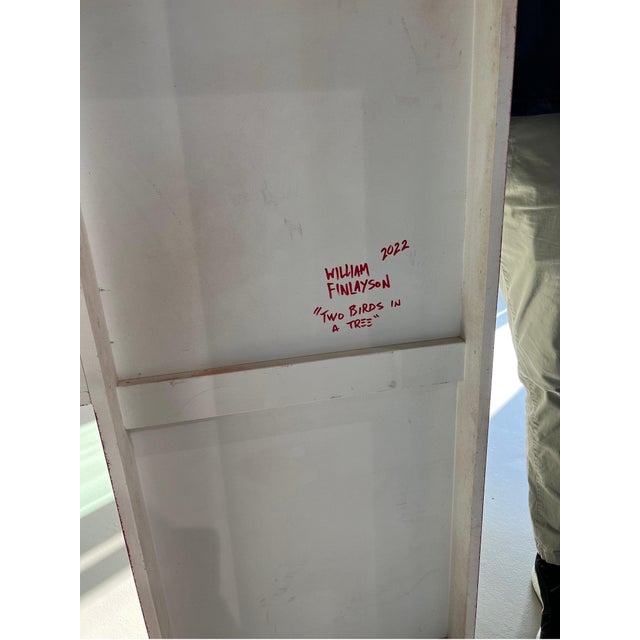 2022
WILLIAM
FINLAYSON
"TWO BIRDS IN
A TREE"